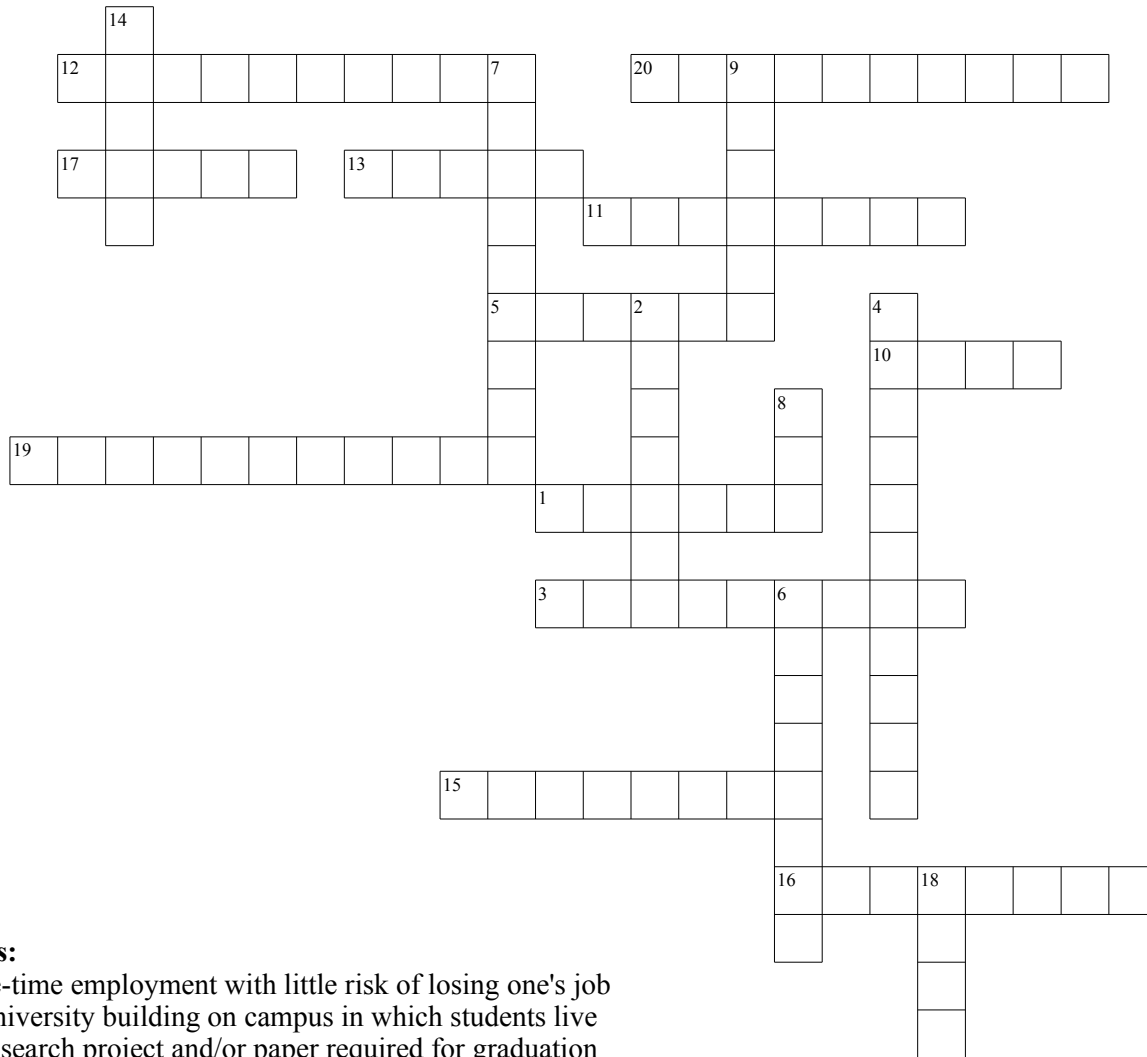 14
12 7 20 9
17 13
11
5 2 4
10
8
19
1
3 6
15
16 18
s:
-time employment with little risk of losing one's job
niversity building on campus in which students live
search project and/or paper required for graduation